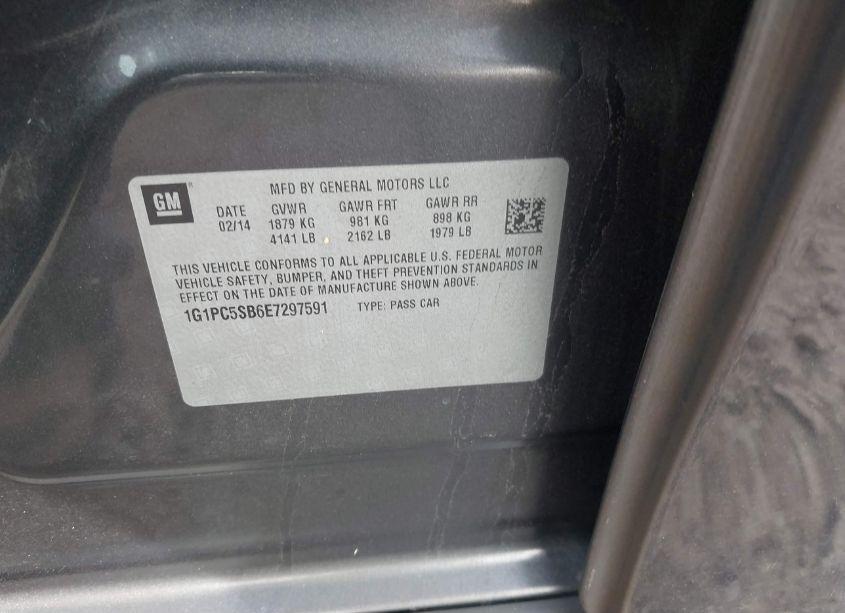 GM
MFD BY GENERAL MOTORS LLC
DATE GVWR GAWR FRT GAWR RR
02/14 1879 KG 981 KG 898 KG
4141 LB 2162 LB 1979 LB
THIS VEHICLE CONFORMS TO ALL APPLICABLE U.S. FEDERAL MOTOR
VEHICLE SAFETY, BUMPER, AND THEFT PREVENTION STANDARDS IN
EFFECT ON THE DATE OF MANUFACTURE SHOWN ABOVE.
1G1PC5SB6E7297591 TYPE: PASS CAR